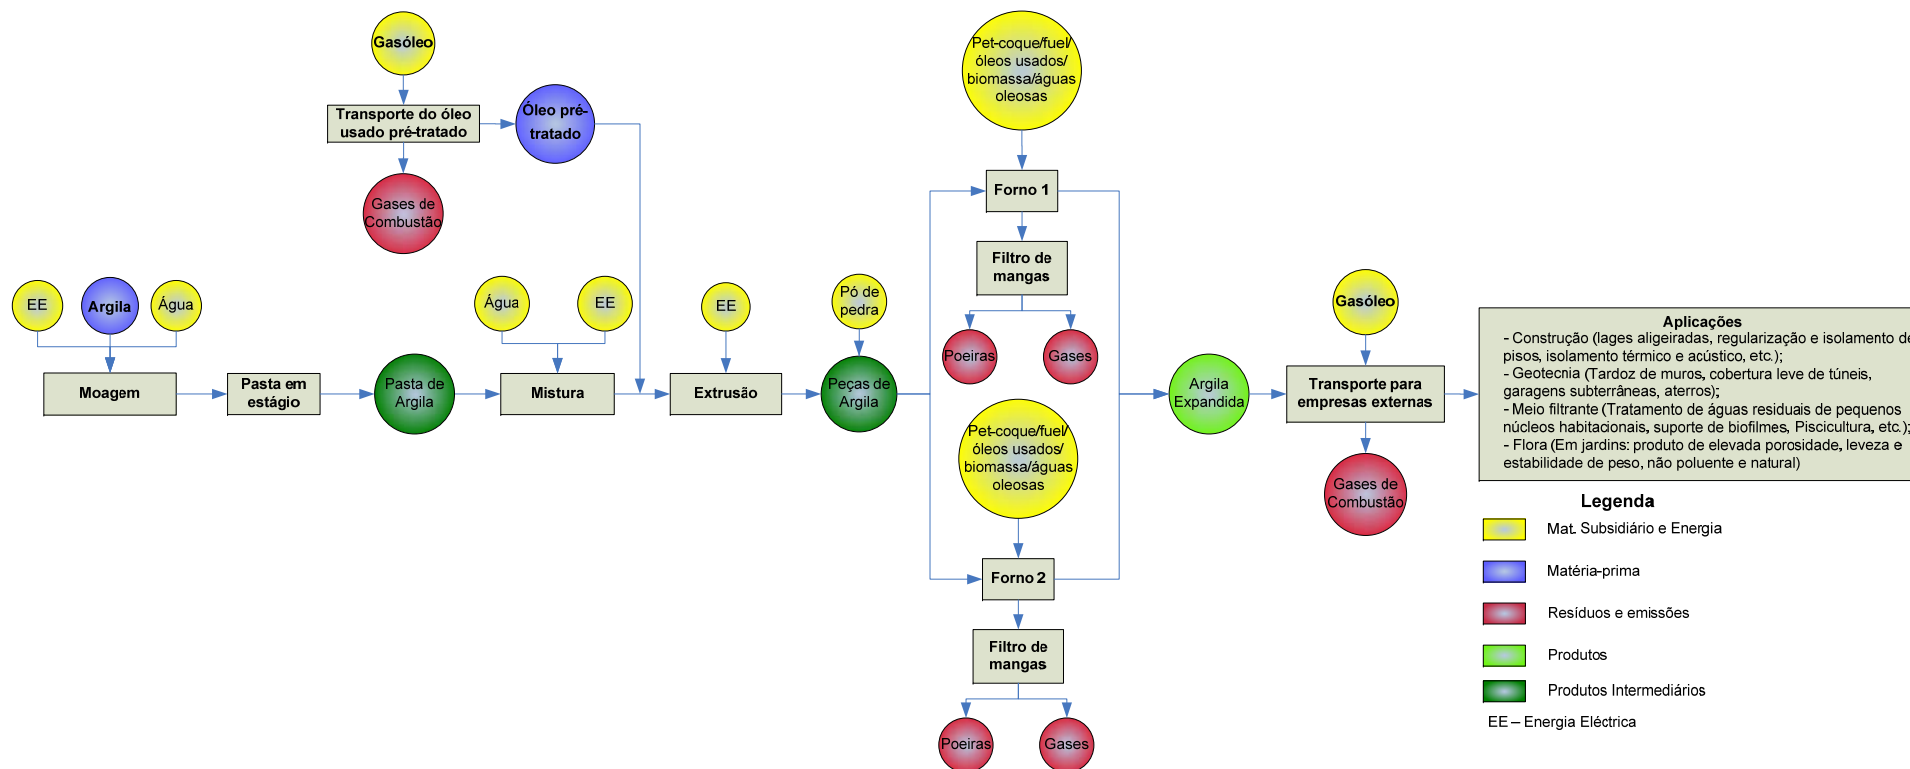 Gasóleo
Transporte do óleo
usado pré-tratado
Óleo pré-
tratado
Gases de
Combustão
EE
Argila
Água
Moagem
Pasta em
estágio
Pasta de
Argila
Água
EE
Mistura
EE
Extrusão
Pó de
pedra
Peças de
Argila
Pet-coque/fuel/
óleos usados/
biomassa/águas
oleosas
Forno 1
Filtro de
mangas
Poeiras
Gases
Pet-coque/fuel/
óleos usados/
biomassa/águas
oleosas
Forno 2
Filtro de
mangas
Poeiras
Gases
Argila
Expandida
Gasóleo
Transporte para
empresas externas
Gases de
Combustão
Aplicações
- Construção (lages aligeiradas, regularização e isolamento de
pisos, isolamento térmico e acústico, etc.);
- Geotecnia (Tardoz de muros, cobertura leve de túneis,
garagens subterrâneas, aterros);
- Meio filtrante (Tratamento de águas residuais de pequenos
núcleos habitacionais, suporte de biofilmes, Piscicultura, etc.);
- Flora (Em jardins: produto de elevada porosidade, leveza e
estabilidade de peso, não poluente e natural)
Legenda
Mat. Subsidiário e Energia
Matéria-prima
Resíduos e emissões
Produtos
Produtos Intermediários
EE – Energia Eléctrica